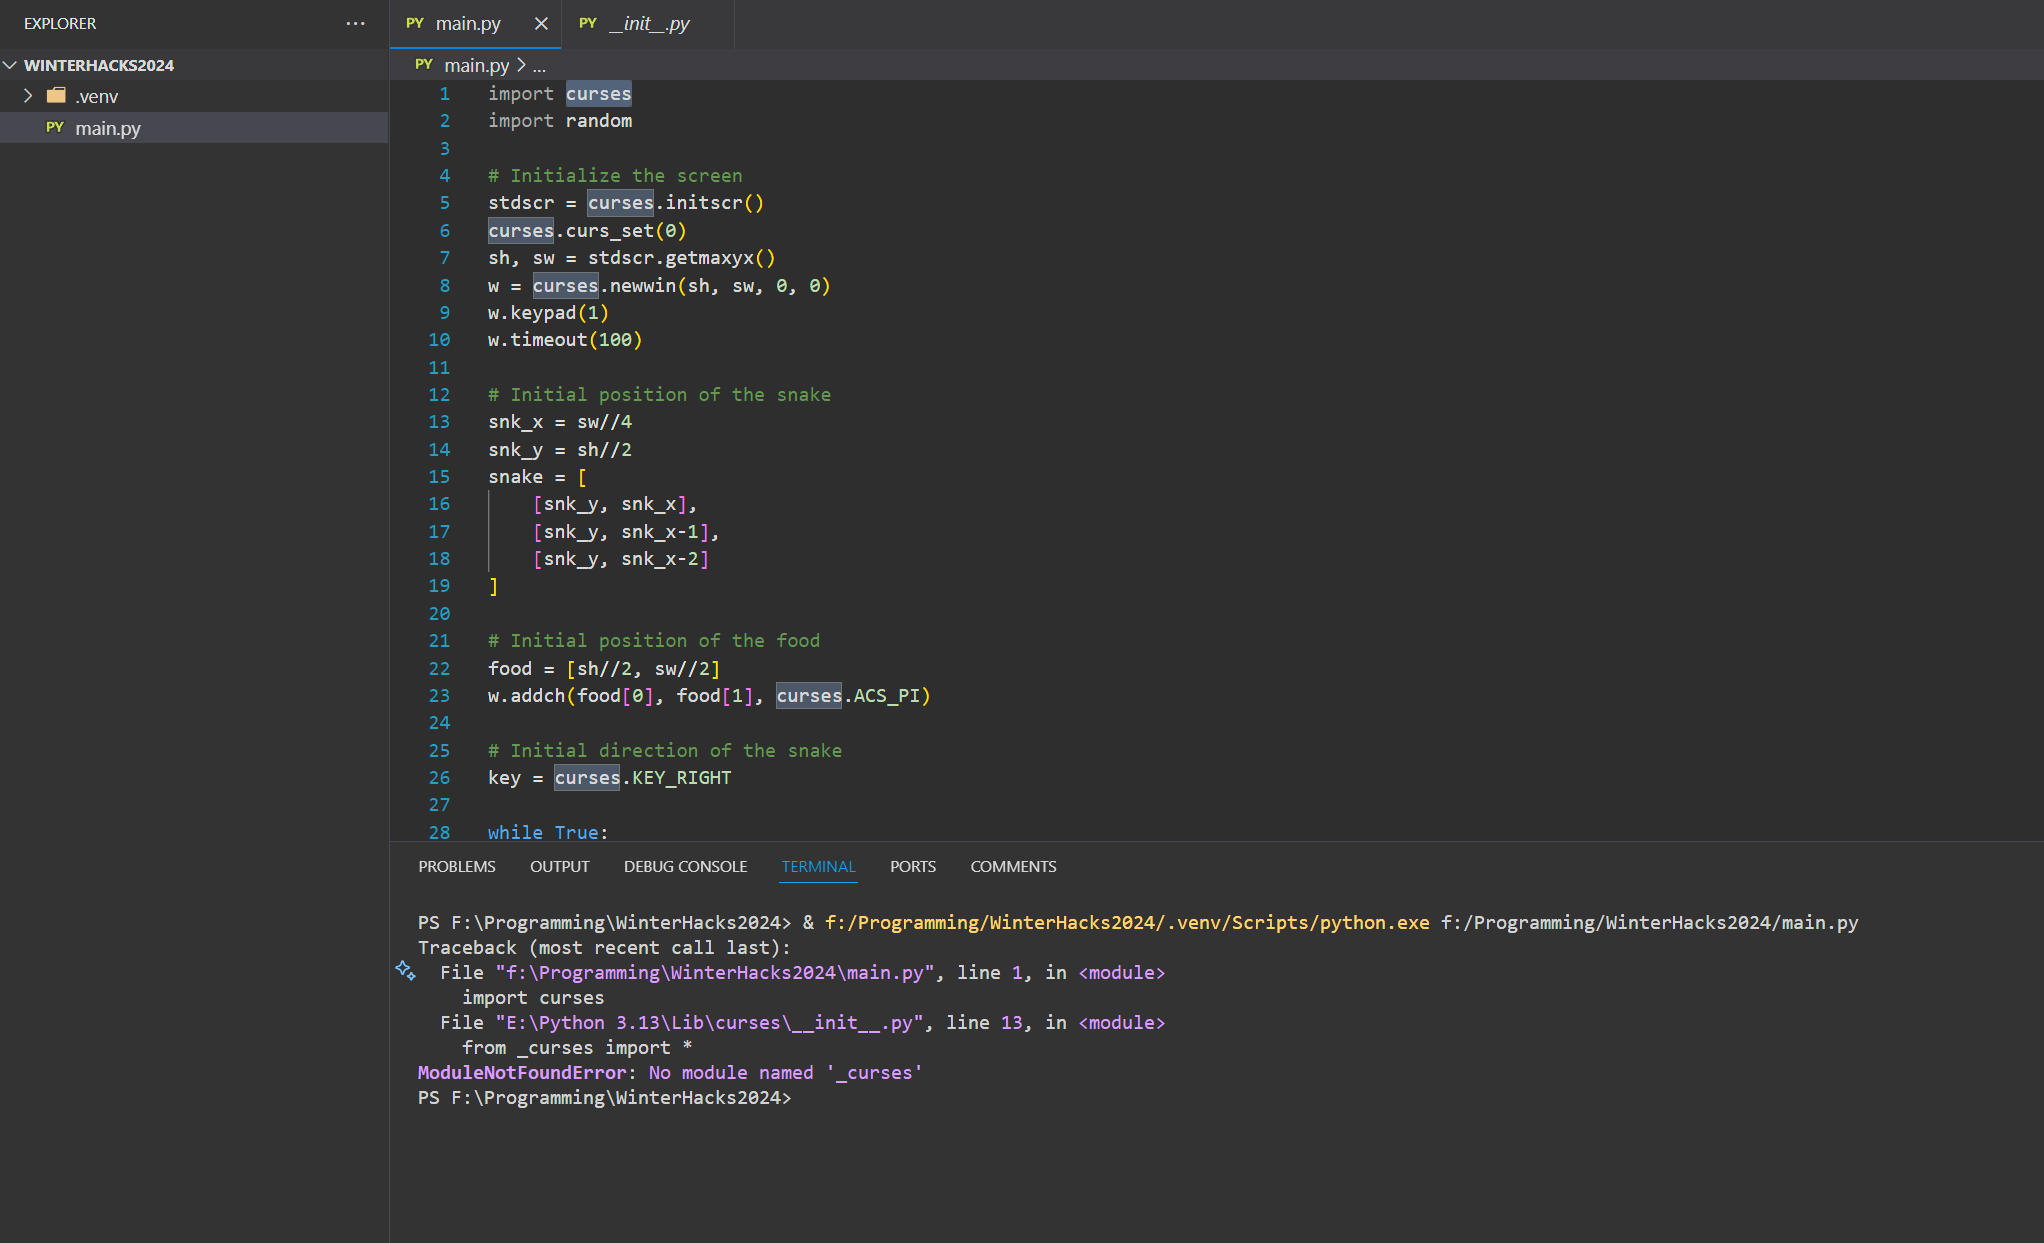 EXPLORER
WINTERHACKS2024
.venv
PY main.py
PY main.py
PY __init__.py
PY main.py > ...
1 import curses
2 import random
3
4 # Initialize the screen
5 stdscr = curses.initscr()
6 curses.curs_set(0)
7 sh, sw = stdscr.getmaxyx()
8 w = curses.newwin(sh, sw, 0, 0)
9 w.keypad(1)
10 w.timeout(100)
11
12 # Initial position of the snake
13 snk_x = sw//4
14 snk_y = sh//2
15 snake = [
16     [snk_y, snk_x],
17     [snk_y, snk_x-1],
18     [snk_y, snk_x-2]
19 ]
20
21 # Initial position of the food
22 food = [sh//2, sw//2]
23 w.addch(food[0], food[1], curses.ACS_PI)
24
25 # Initial direction of the snake
26 key = curses.KEY_RIGHT
27
28 while True:
PROBLEMS OUTPUT DEBUG CONSOLE TERMINAL PORTS COMMENTS
PS F:\Programming\WinterHacks2024> & f:/Programming/WinterHacks2024/.venv/Scripts/python.exe f:/Programming/WinterHacks2024/main.py
Traceback (most recent call last):
  File "f:\Programming\WinterHacks2024\main.py", line 1, in <module>
    import curses
  File "E:\Python 3.13\Lib\curses\__init__.py", line 13, in <module>
    from _curses import *
ModuleNotFoundError: No module named '_curses'
PS F:\Programming\WinterHacks2024>